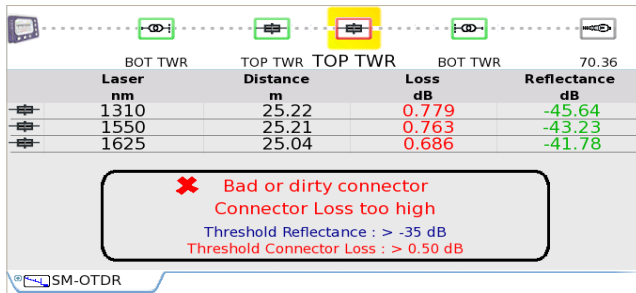 BOT TWR TOP TWR TOP TWR BOT TWR 70.36
Laser Distance Loss Reflectance
nm m dB dB
1310 25.22 0.779 -45.64
1550 25.21 0.763 -43.23
1625 25.04 0.686 -41.78
Bad or dirty connector
Connector Loss too high
Threshold Reflectance : > -35 dB
Threshold Connector Loss : > 0.50 dB
SM-OTDR